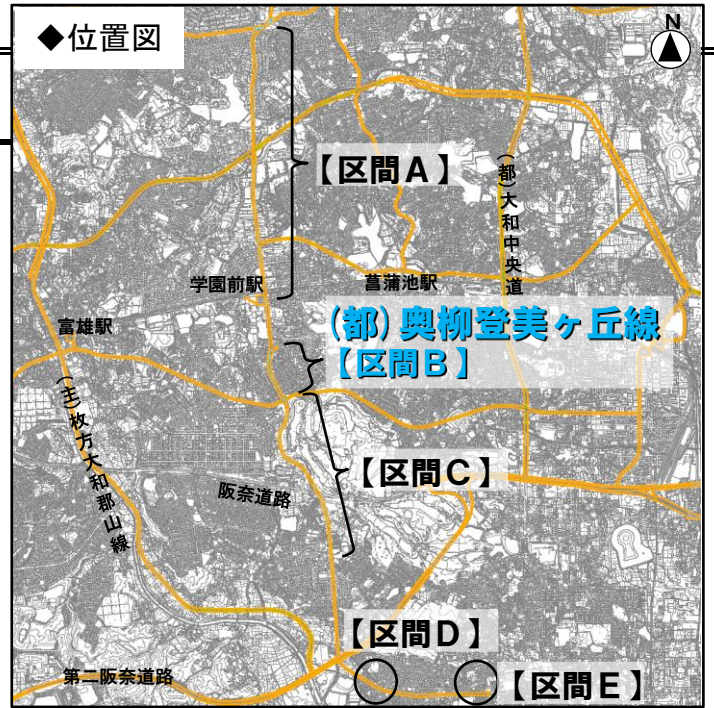 ◆位置図
N
【区間A】
(都)大和中央道
学園前駅
菖蒲池駅
富雄駅
(都)奥柳登美ヶ丘線
【区間B】
(主)枚方大和郡山線
【区間C】
阪奈道路
【区間D】
第二阪奈道路
【区間E】